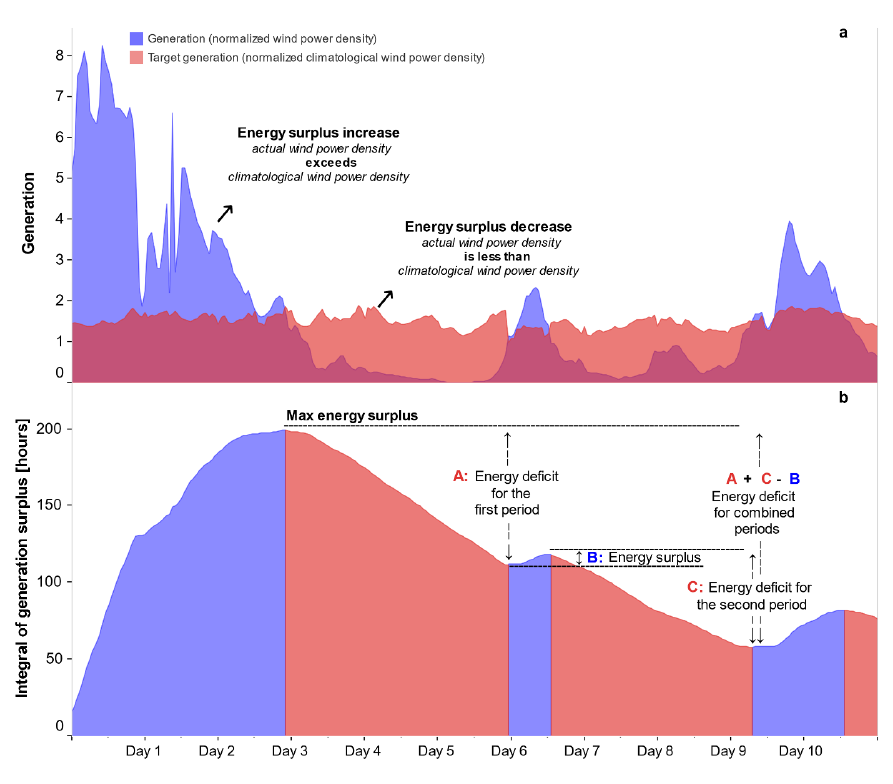 a
Generation (normalized wind power density)
Target generation (normalized climatological wind power density)
8
7
6
5
4
3
2
1
0
Generation
Energy surplus increase
actual wind power density
exceeds
climatological wind power density
Energy surplus decrease
actual wind power density
is less than
climatological wind power density
b
200
150
100
50
0
Integral of generation surplus [hours]
Max energy surplus
A: Energy deficit
for the
first period
A + C - B
Energy deficit
for combined
periods
B: Energy surplus
C: Energy deficit for
the second period
Day 1
Day 2
Day 3
Day 4
Day 5
Day 6
Day 7
Day 8
Day 9
Day 10